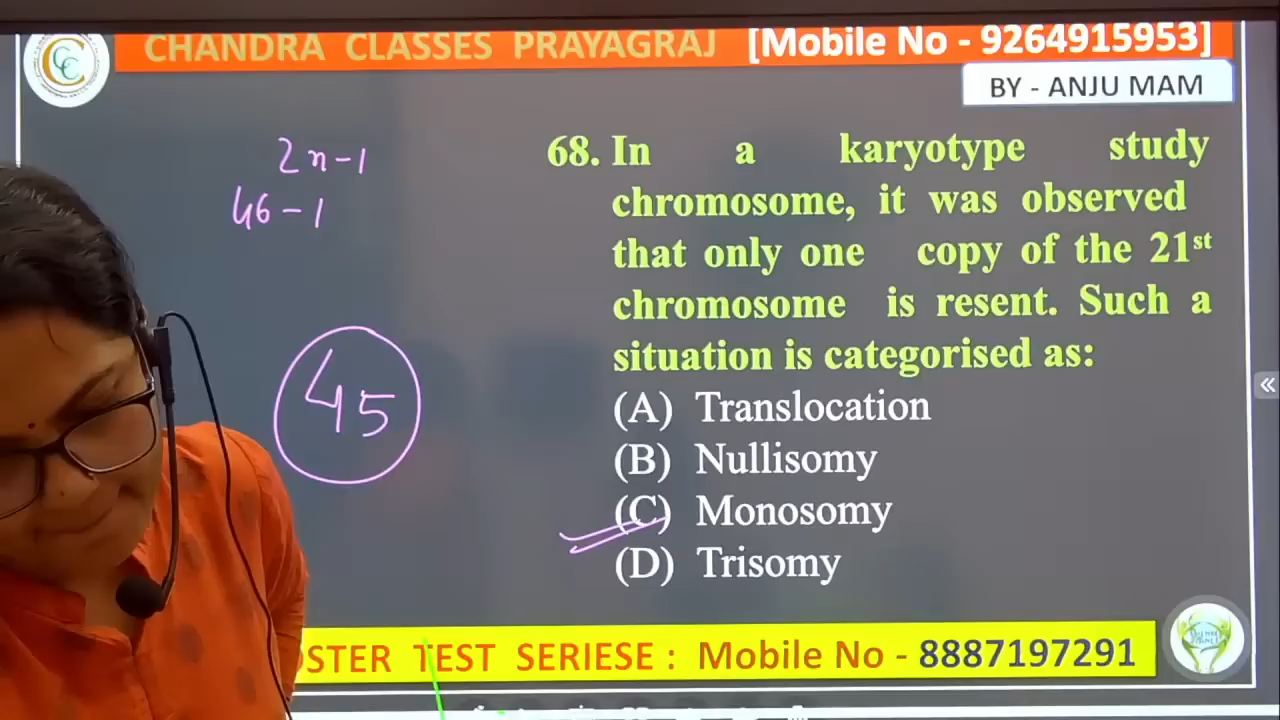 CHANDRA CLASSES PRAYAGRAJ [Mobile No - 9264915953]
BY - ANJU MAM
2n-1
46-1
45
68. In a karyotype study
chromosome, it was observed
that only one copy of the 21st
chromosome is resent. Such a
situation is categorised as:
(A) Translocation
(B) Nullisomy
(C) Monosomy
(D) Trisomy
OSTER TEST SERIESE : Mobile No - 8887197291